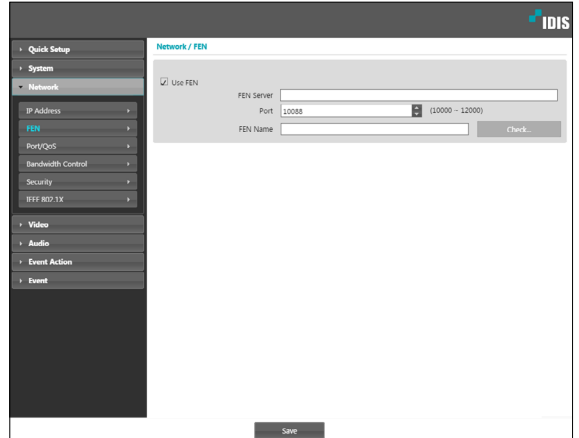 IDIS
Quick Setup
System
Network
IP Address
FEN
Port/QoS
Bandwidth Control
Security
IEEE 802.1X
Video
Audio
Event Action
Event
Network / FEN
Use FEN
FEN Server
Port 10088 (10000 ~ 12000)
FEN Name Check...
Save